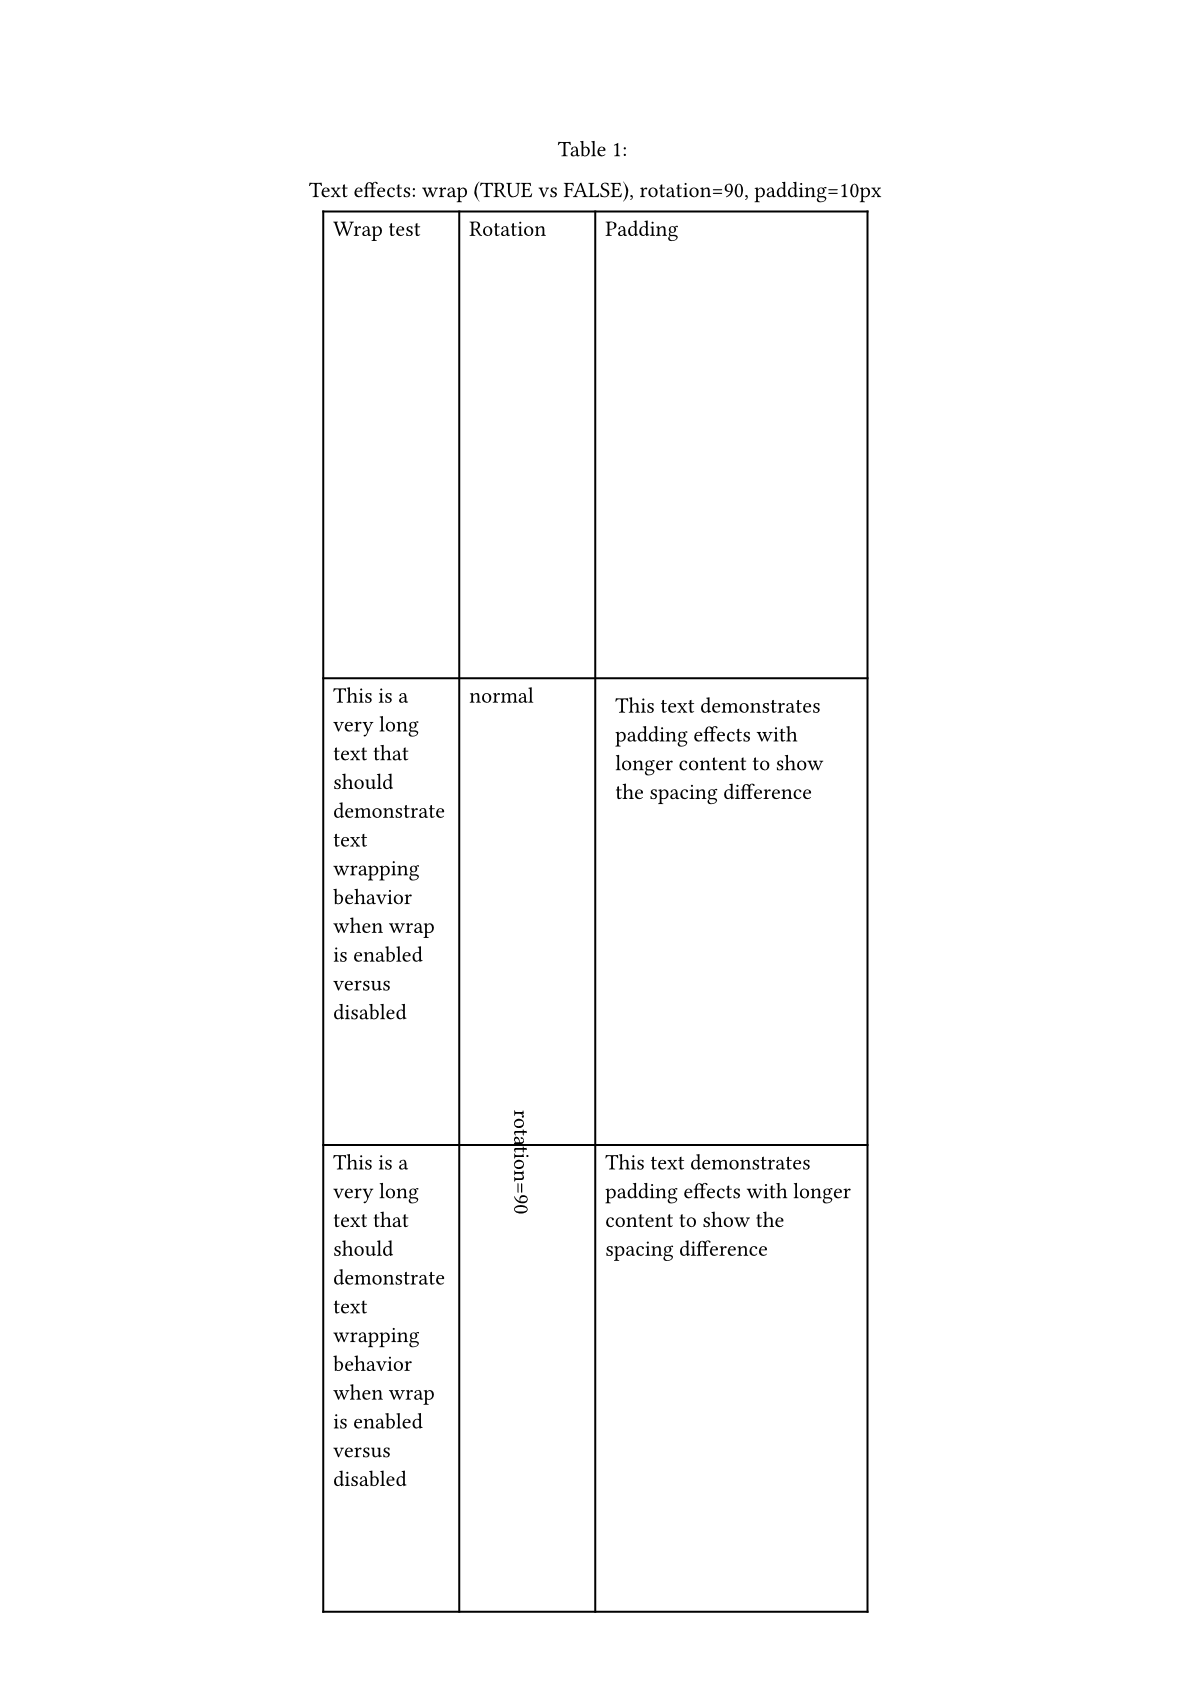 Table 1:
Text effects: wrap (TRUE vs FALSE), rotation=90, padding=10px
Wrap test
Rotation
Padding
This is a
very long
text that
should
demonstrate
text
wrapping
behavior
when wrap
is enabled
versus
disabled
normal
This text demonstrates
padding effects with
longer content to show
the spacing difference
This is a
very long
text that
should
demonstrate
text
wrapping
behavior
when wrap
is enabled
versus
disabled
rotation=90
This text demonstrates
padding effects with longer
content to show the
spacing difference